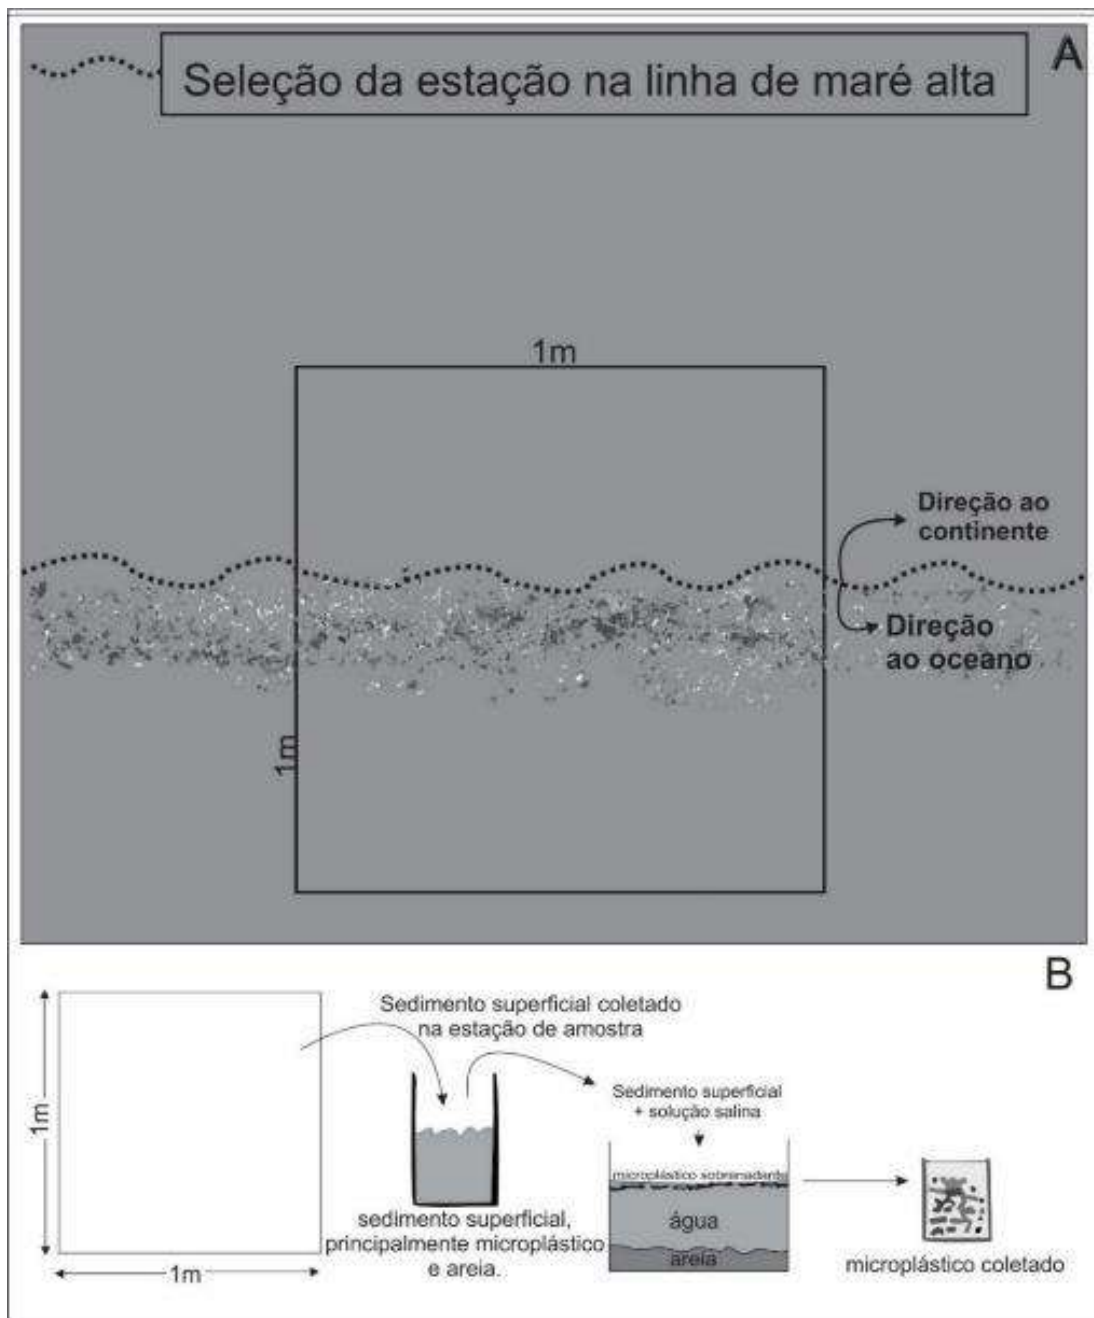 A
Seleção da estação na linha de maré alta
1m
Direção ao
continente
Direção
ao oceano
1m
B
Sedimento superficial coletado
na estação de amostra
1m
Sedimento superficial
+ solução salina
microplástico sobrenadante
água
areia
sedimento superficial,
principalmente microplástico
e areia.
microplástico coletado
1m